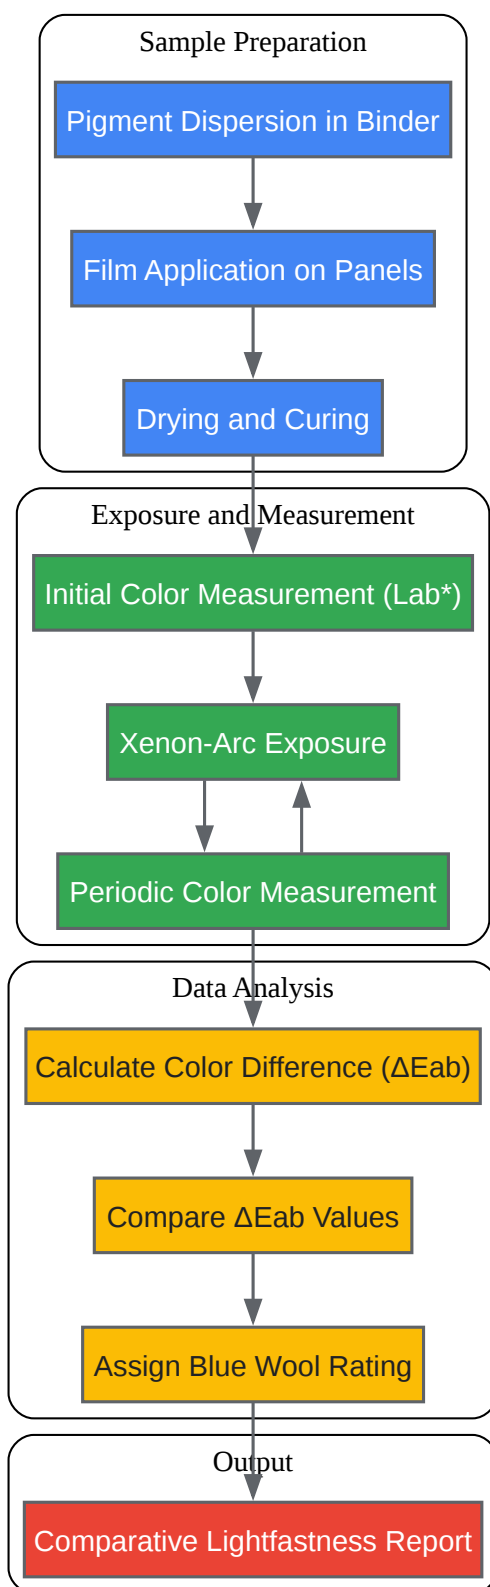 Sample Preparation
Pigment Dispersion in Binder
Film Application on Panels
Drying and Curing
Exposure and Measurement
Initial Color Measurement (Lab*)
Xenon-Arc Exposure
Periodic Color Measurement
Data Analysis
Calculate Color Difference (ΔEab)
Compare ΔEab Values
Assign Blue Wool Rating
Output
Comparative Lightfastness Report